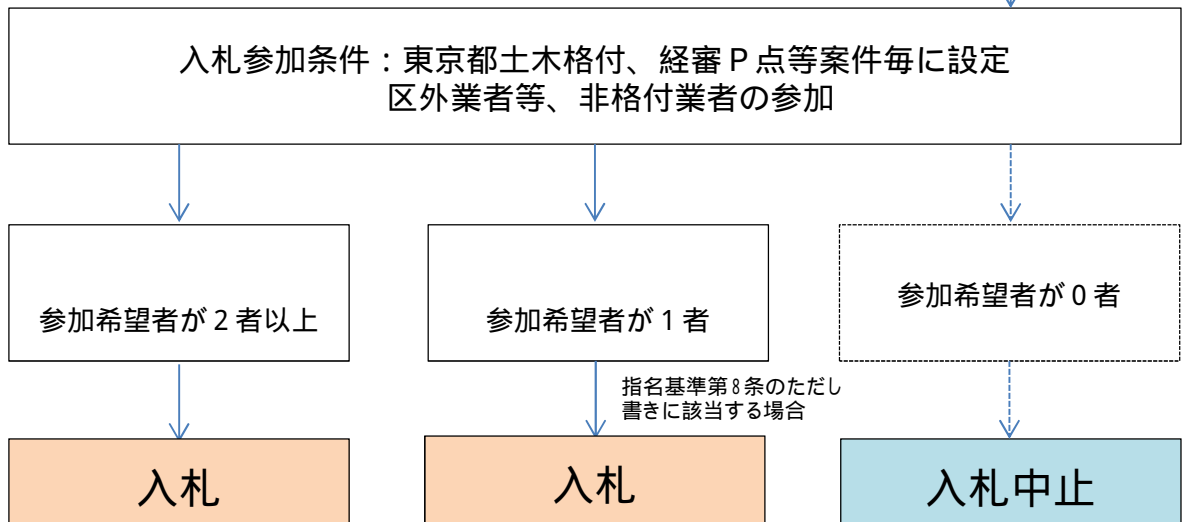 入札参加条件：東京都土木格付、経審Ｐ点等案件毎に設定
区外業者等、非格付業者の参加
参加希望者が２者以上
参加希望者が１者
参加希望者が０者
指名基準第８条のただし
書きに該当する場合
入札
入札
入札中止